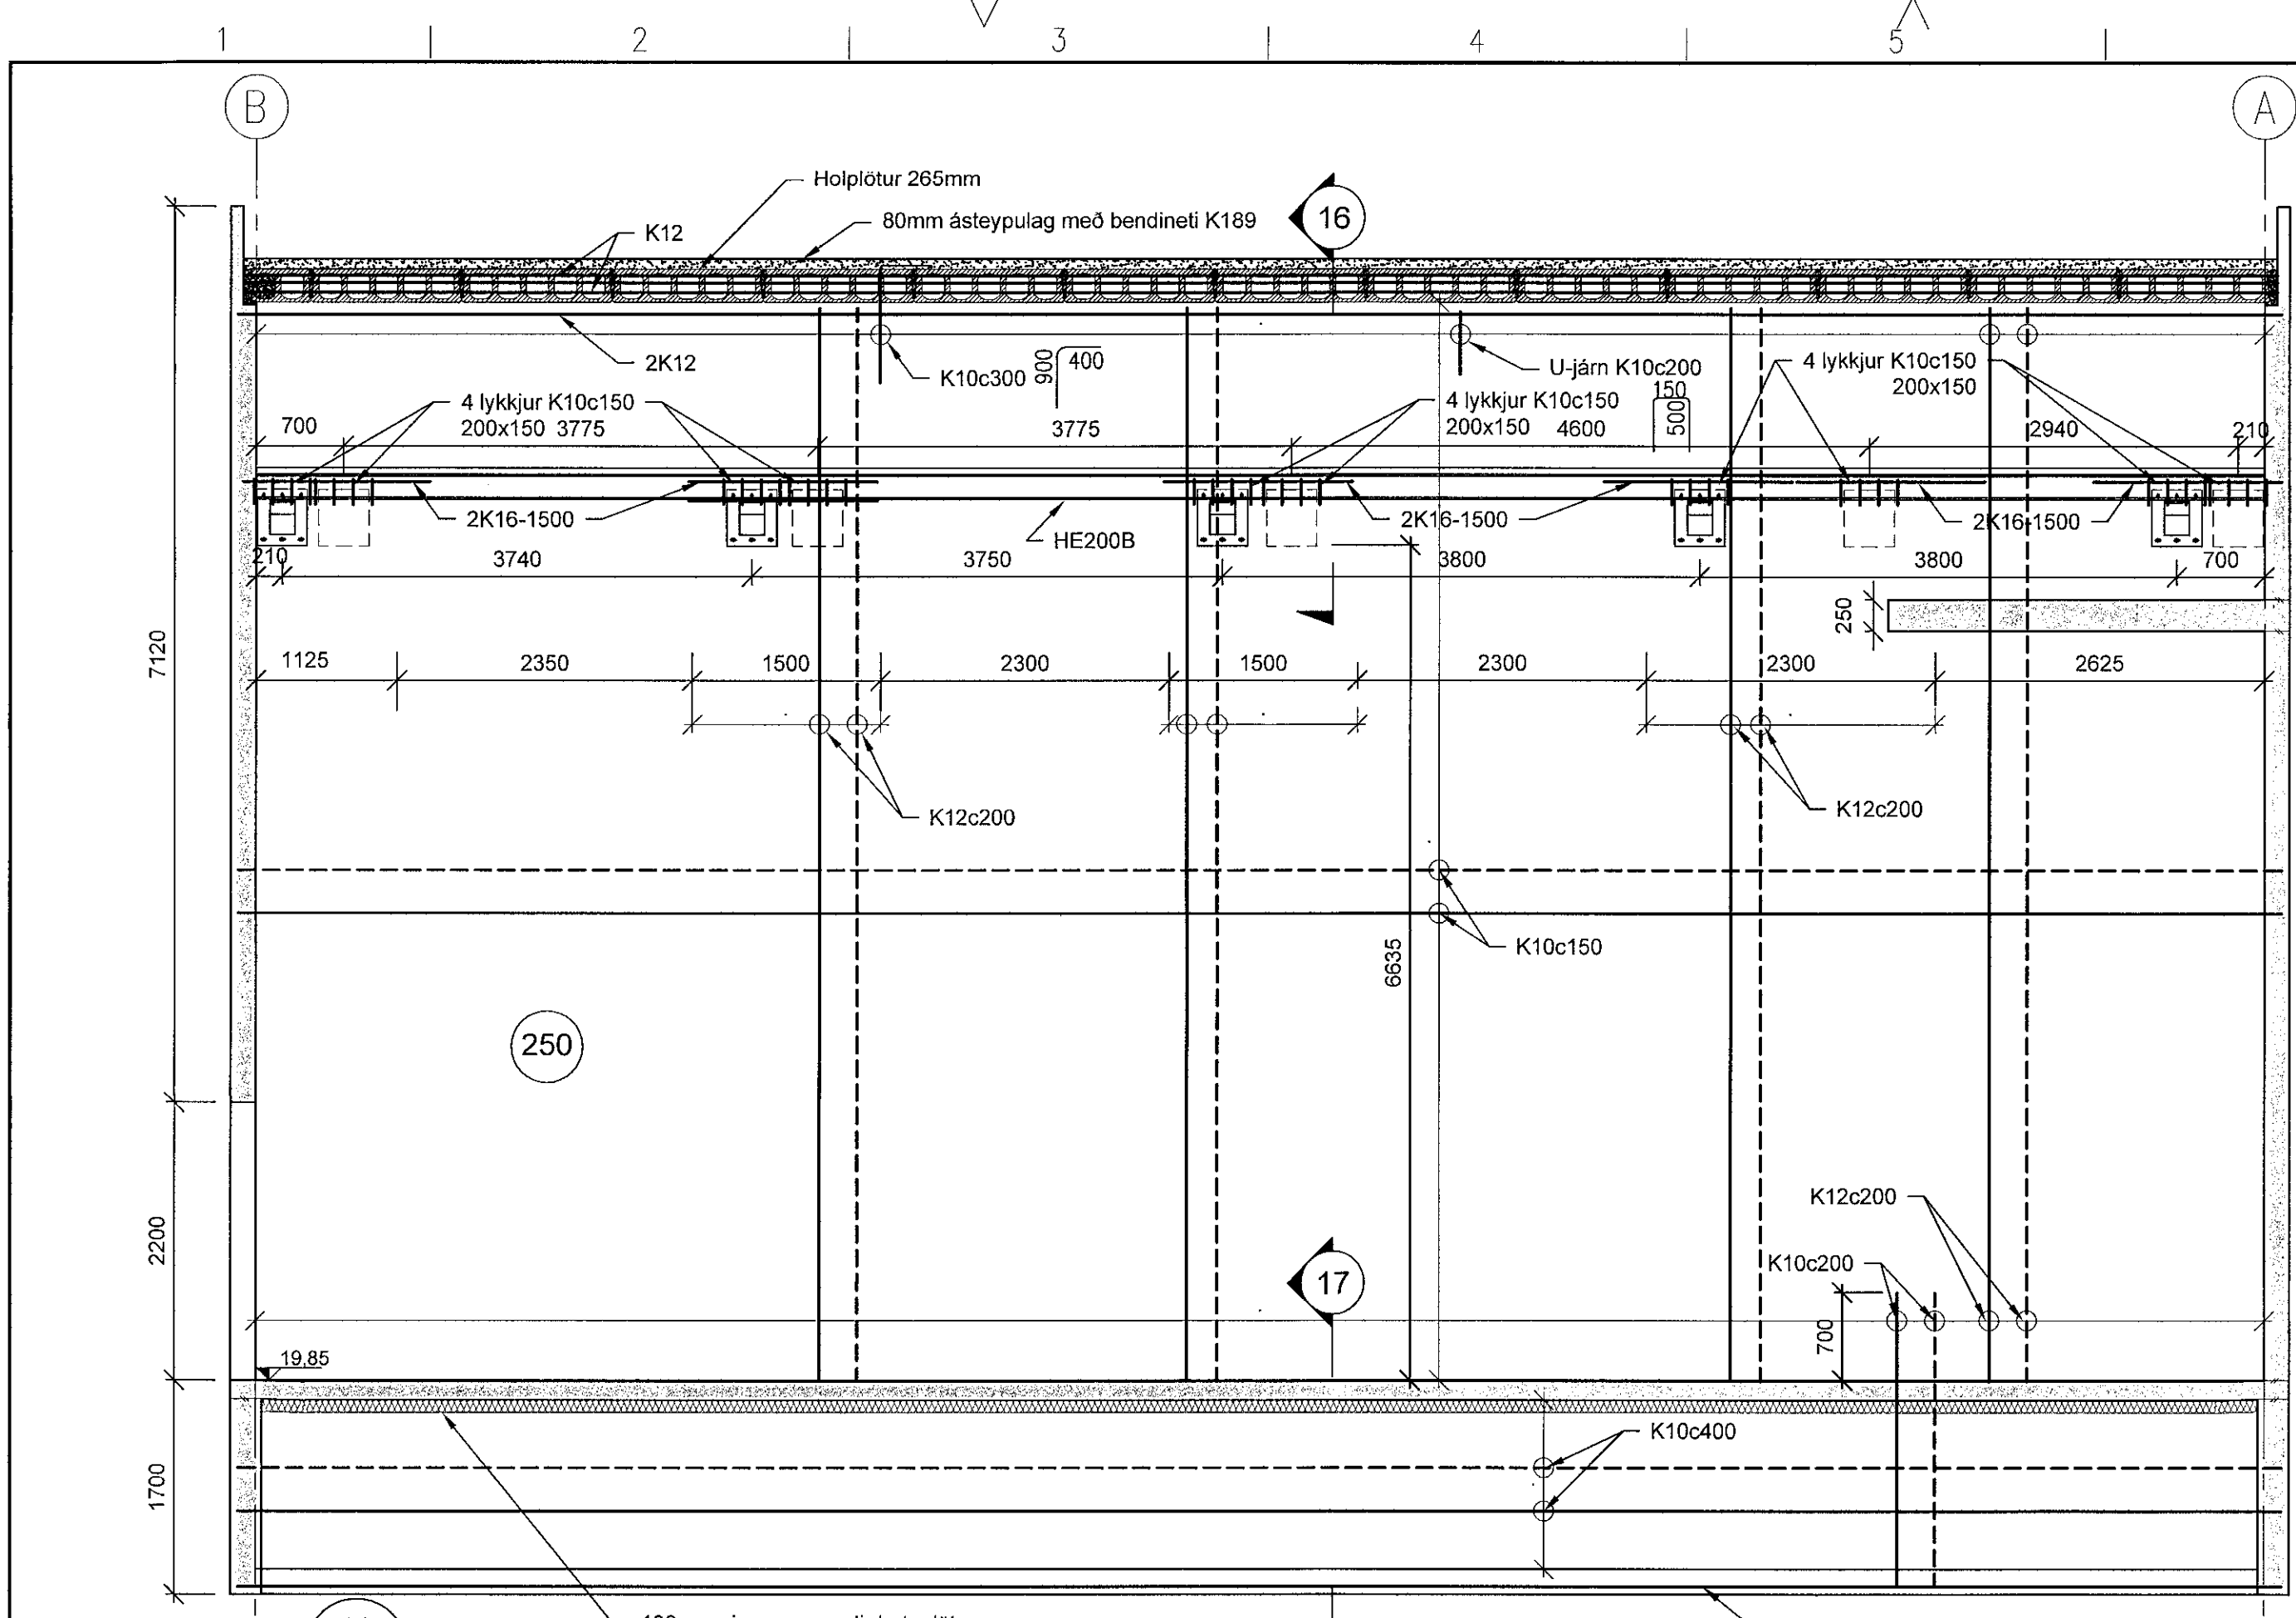 1 2 3 4 5
B A
Holplötur 265mm
80mm ásteypulag með bendineti K189
16
K12
2K12
K10c300
900
400
U-járn K10c200
150
500
4 lykkjur K10c150
200x150
4 lykkjur K10c150
200x150
4 lykkjur K10c150
200x150
700 3775 3775 4600 2940 210
2K16-1500
HE200B
2K16-1500
2K16-1500
210 3740 3750 3800 3800 700
250
7120
1125 2350 1500 2300 1500 2300 2300 2625
K12c200
K12c200
K10c150
6635
250
2200
K12c200
K10c200
17
700
19,85
K10c400
1700